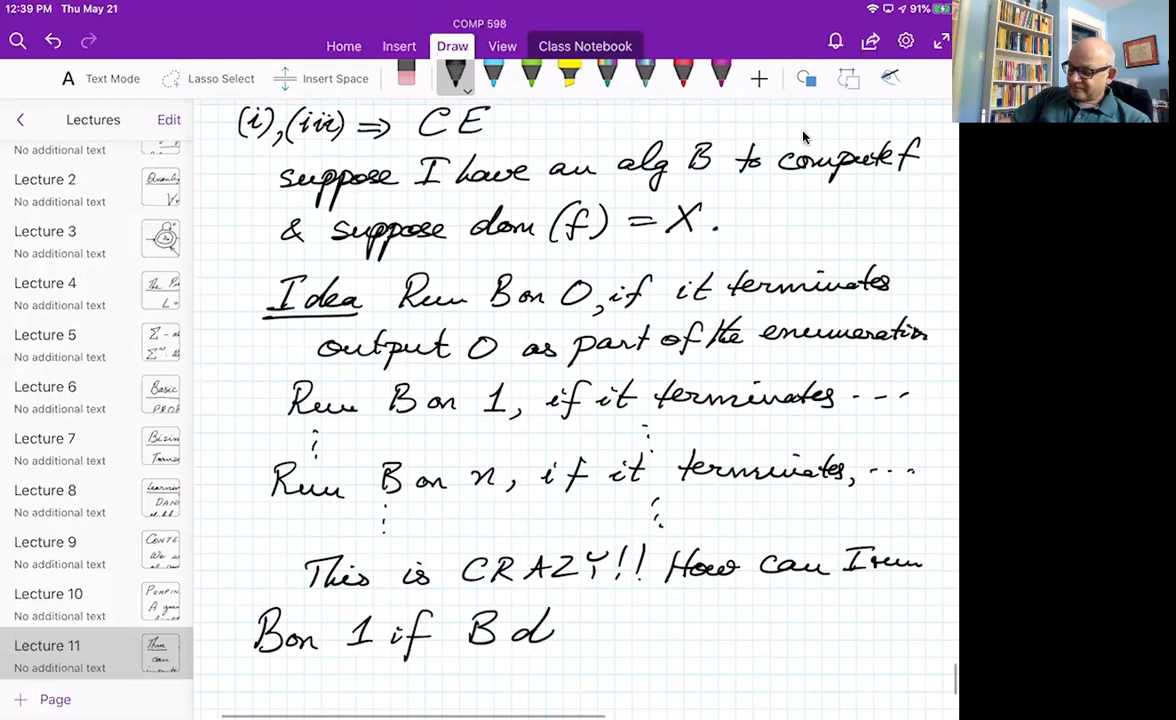 12:39 PM Thu May 21
91%
COMP 598
Home Insert Draw View Class Notebook
A Text Mode Lasso Select Insert Space
Lectures Edit
No additional text
Lecture 2
No additional text
Lecture 3
No additional text
Lecture 4
No additional text
Lecture 5
No additional text
Lecture 6
No additional text
Lecture 7
No additional text
Lecture 8
No additional text
Lecture 9
No additional text
Lecture 10
No additional text
Lecture 11
No additional text
+ Page
(i),(iii) ⇒ CE
suppose I have an alg B to compute f
& suppose dom (f) = X.
Idea Run B on 0, if it terminates
output 0 as part of the enumeration
Run B on 1, if it terminates ---
Run B on n, if it terminates, ---
This is CRAZY!! How can I run
B on 1 if B d